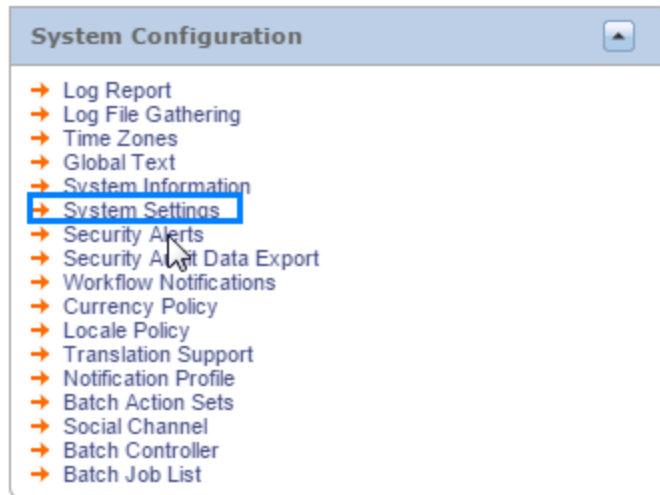 System Configuration
Log Report
Log File Gathering
Time Zones
Global Text
System Information
System Settings
Security Alerts
Security Audit Data Export
Workflow Notifications
Currency Policy
Locale Policy
Translation Support
Notification Profile
Batch Action Sets
Social Channel
Batch Controller
Batch Job List